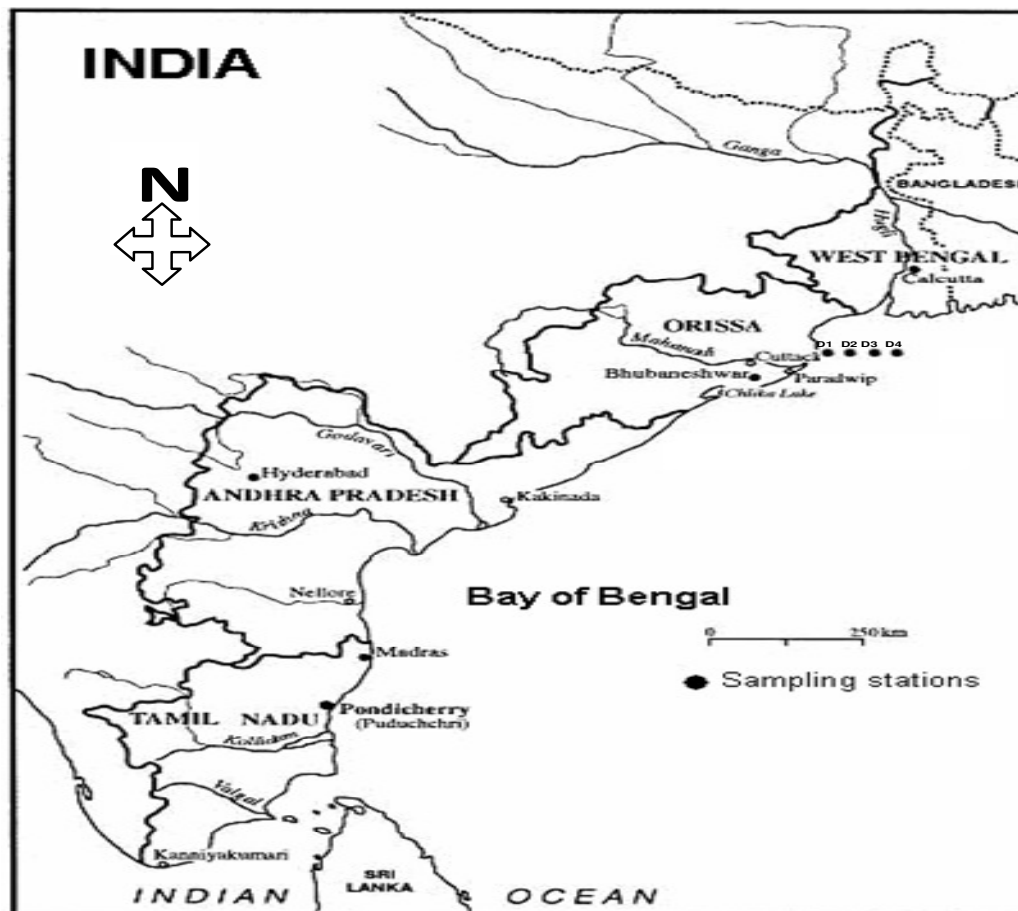 INDIA
N
Ganga
BANGLADESH
Hugli
WEST BENGAL
Calcutta
ORISSA
Mahanadi
D1 D2 D3 D4
Cuttack
Bhubaneshwar
Paradwip
Chlika Lake
Godavari
Hyderabad
ANDHRA PRADESH
Kakinada
Krishna
Nellore
Bay of Bengal
0 250 km
Madras
Sampling stations
Pondicherry
(Puduchchri)
TAMIL NADU
Kollidam
Vaigai
Kanniyakumari
SRI
LANKA
INDIAN OCEAN